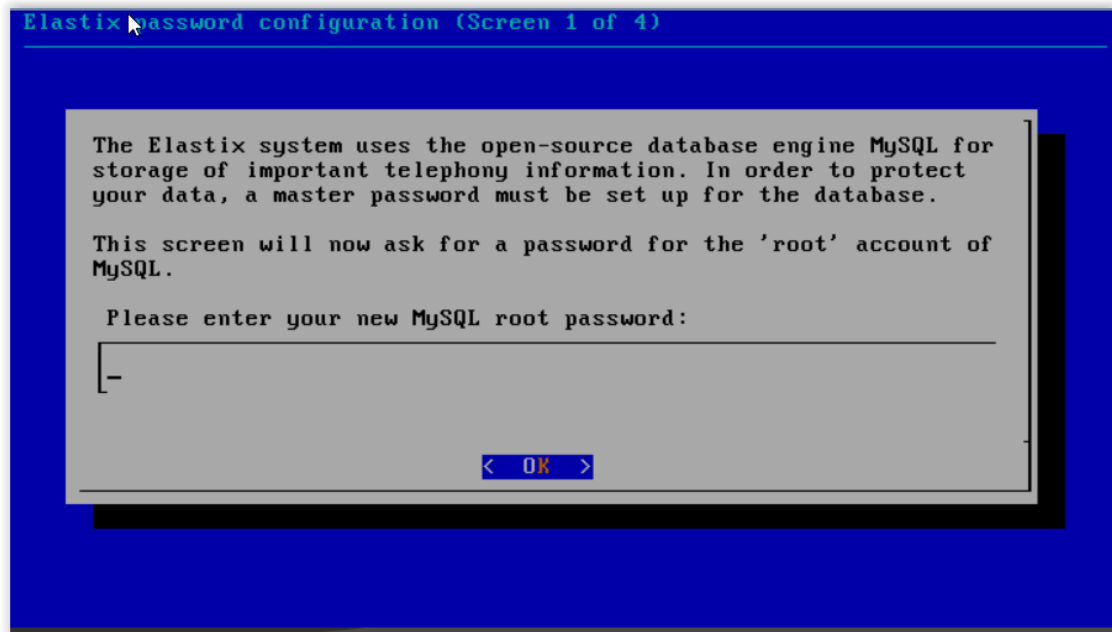 Elastix password configuration (Screen 1 of 4)
The Elastix system uses the open-source database engine MySQL for
storage of important telephony information. In order to protect
your data, a master password must be set up for the database.
This screen will now ask for a password for the 'root' account of
MySQL.
Please enter your new MySQL root password:
< OK >